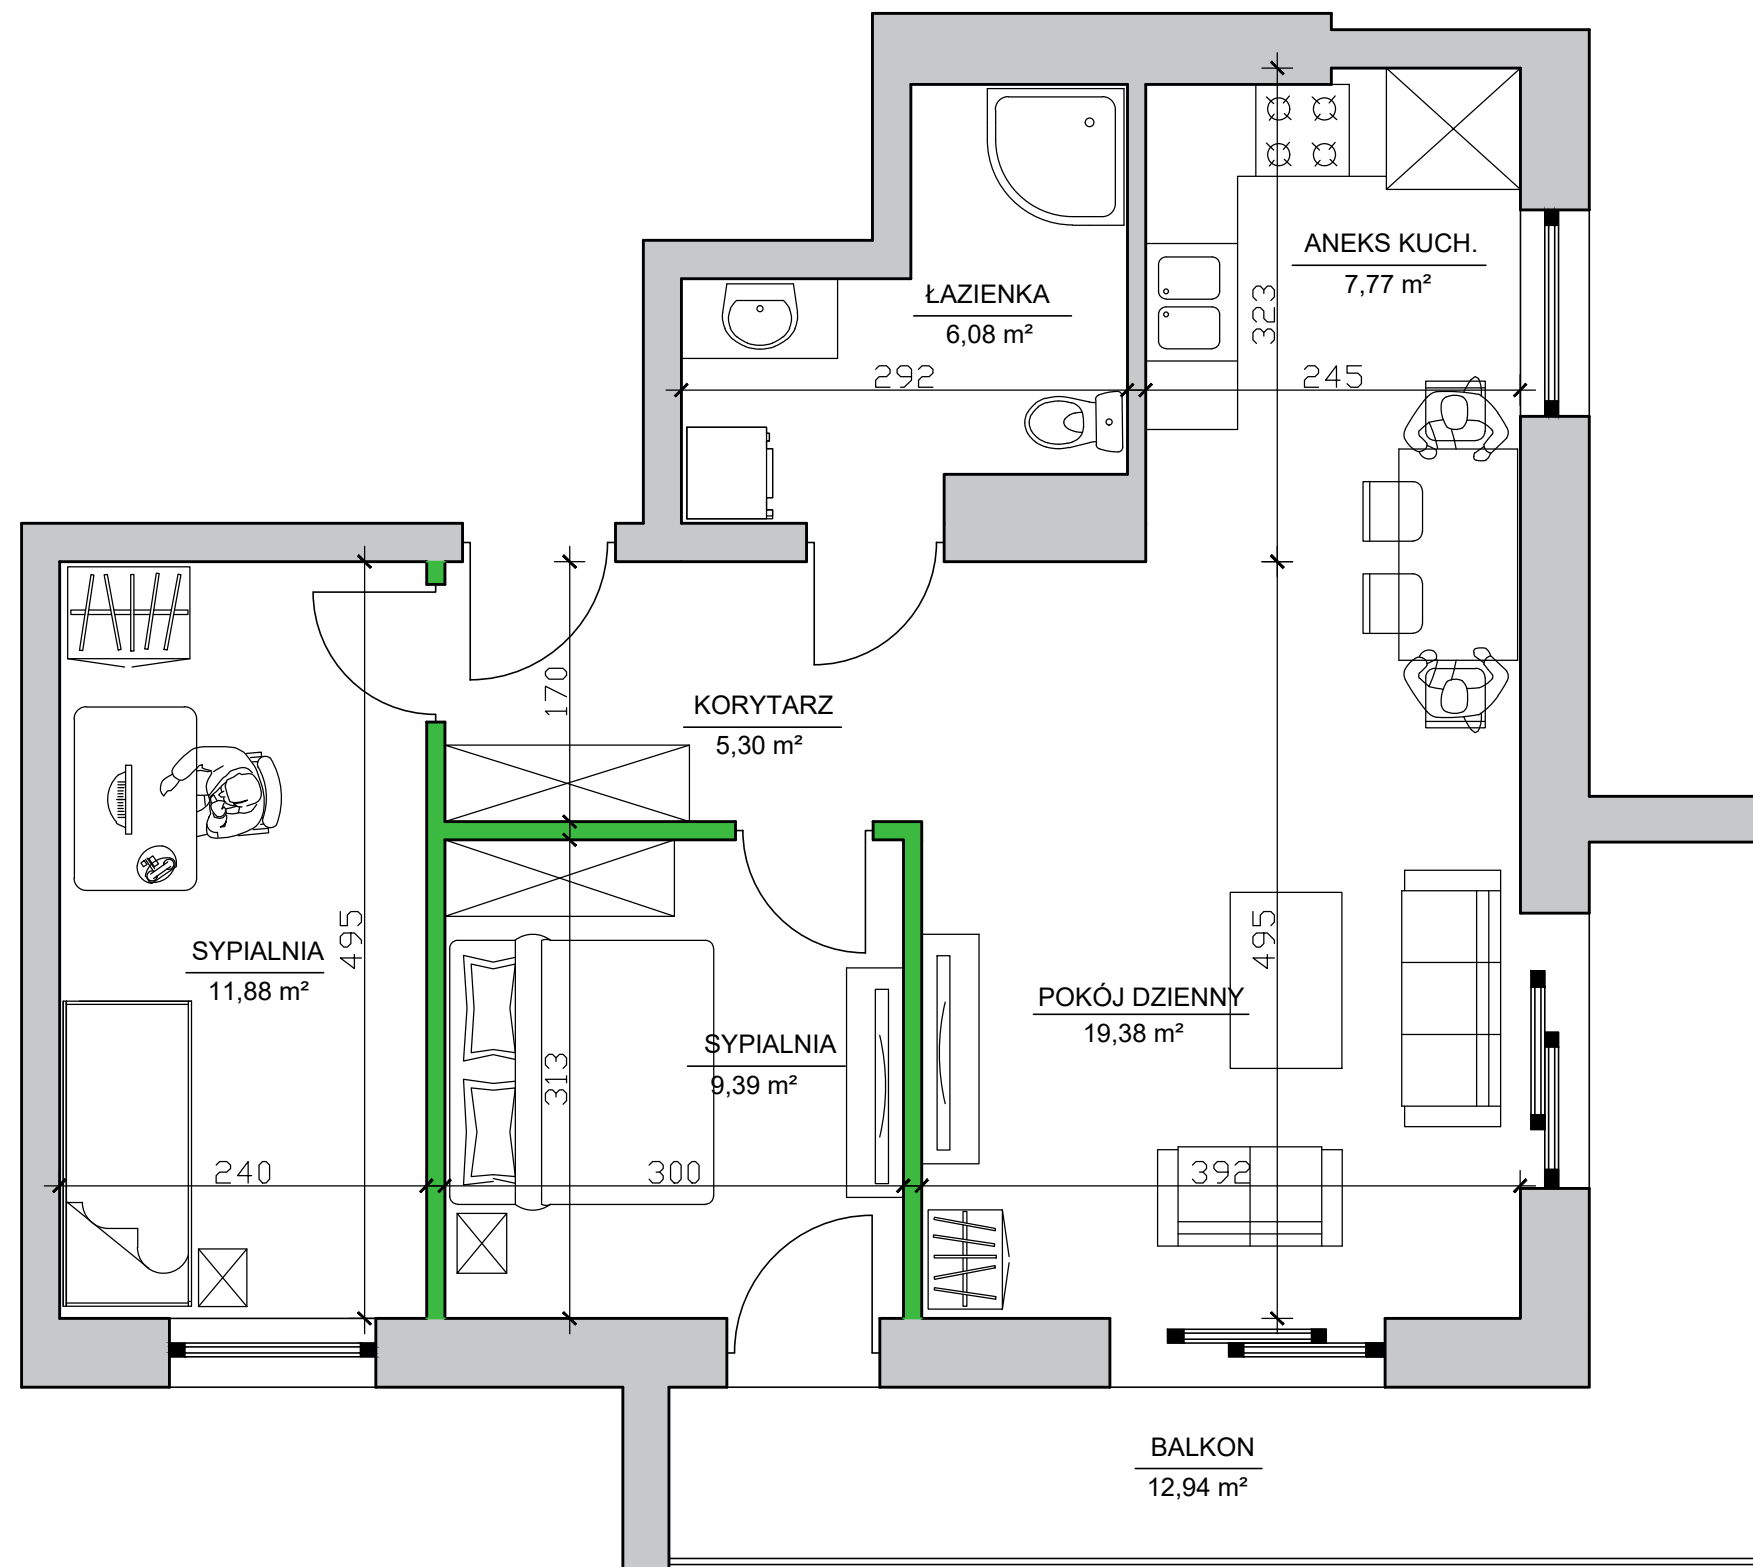 ANEKS KUCH.
7,77 m²
ŁAZIENKA
6,08 m²
323
292
245
170
KORYTARZ
5,30 m²
SYPIALNIA
11,88 m²
495
495
POKÓJ DZIENNY
19,38 m²
SYPIALNIA
9,39 m²
313
240
300
392
BALKON
12,94 m²